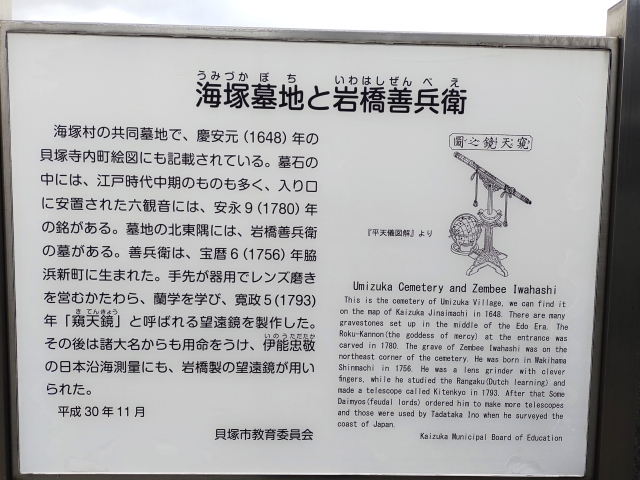 うみづかぼち いわはしぜんべえ
海塚墓地と岩橋善兵衛
海塚村の共同墓地で、慶安元（1648）年の
貝塚寺内町絵図にも記載されている。墓石の
中には、江戸時代中期のものも多く、入り口
に安置された六観音には、安永9（1780）年
の銘がある。墓地の北東隅には、岩橋善兵衛
の墓がある。善兵衛は、宝暦6（1756）年脇
浜新町に生まれた。手先が器用でレンズ磨き
を営むかたわら、蘭学を学び、寛政5（1793）
きてんきょう
年「窺天鏡」と呼ばれる望遠鏡を製作した。
いのうただたか
その後は諸大名からも用命をうけ、伊能忠敬
の日本沿海測量にも、岩橋製の望遠鏡が用い
られた。
平成30年11月
貝塚市教育委員会
圖之鏡天窺
『平天儀図解』より
Umizuka Cemetery and Zembee Iwahashi
This is the cemetery of Umizuka Village, we can find it
on the map of Kaizuka Jinaimachi in 1648. There are many
gravestones set up in the middle of the Edo Era. The
Roku-Kannon(the goddess of mercy) at the entrance was
carved in 1780. The grave of Zembee Iwahashi was on the
northeast corner of the cemetery. He was born in Wakihama
Shinmachi in 1756. He was a lens grinder with clever
fingers, while he studied the Rangaku(Dutch learning) and
made a telescope called Kitenkyo in 1793. After that Some
Daimyos(feudal lords) ordered him to make more telescopes
and those were used by Tadataka Ino when he surveyed the
coast of Japan.
Kaizuka Municipal Board of Education